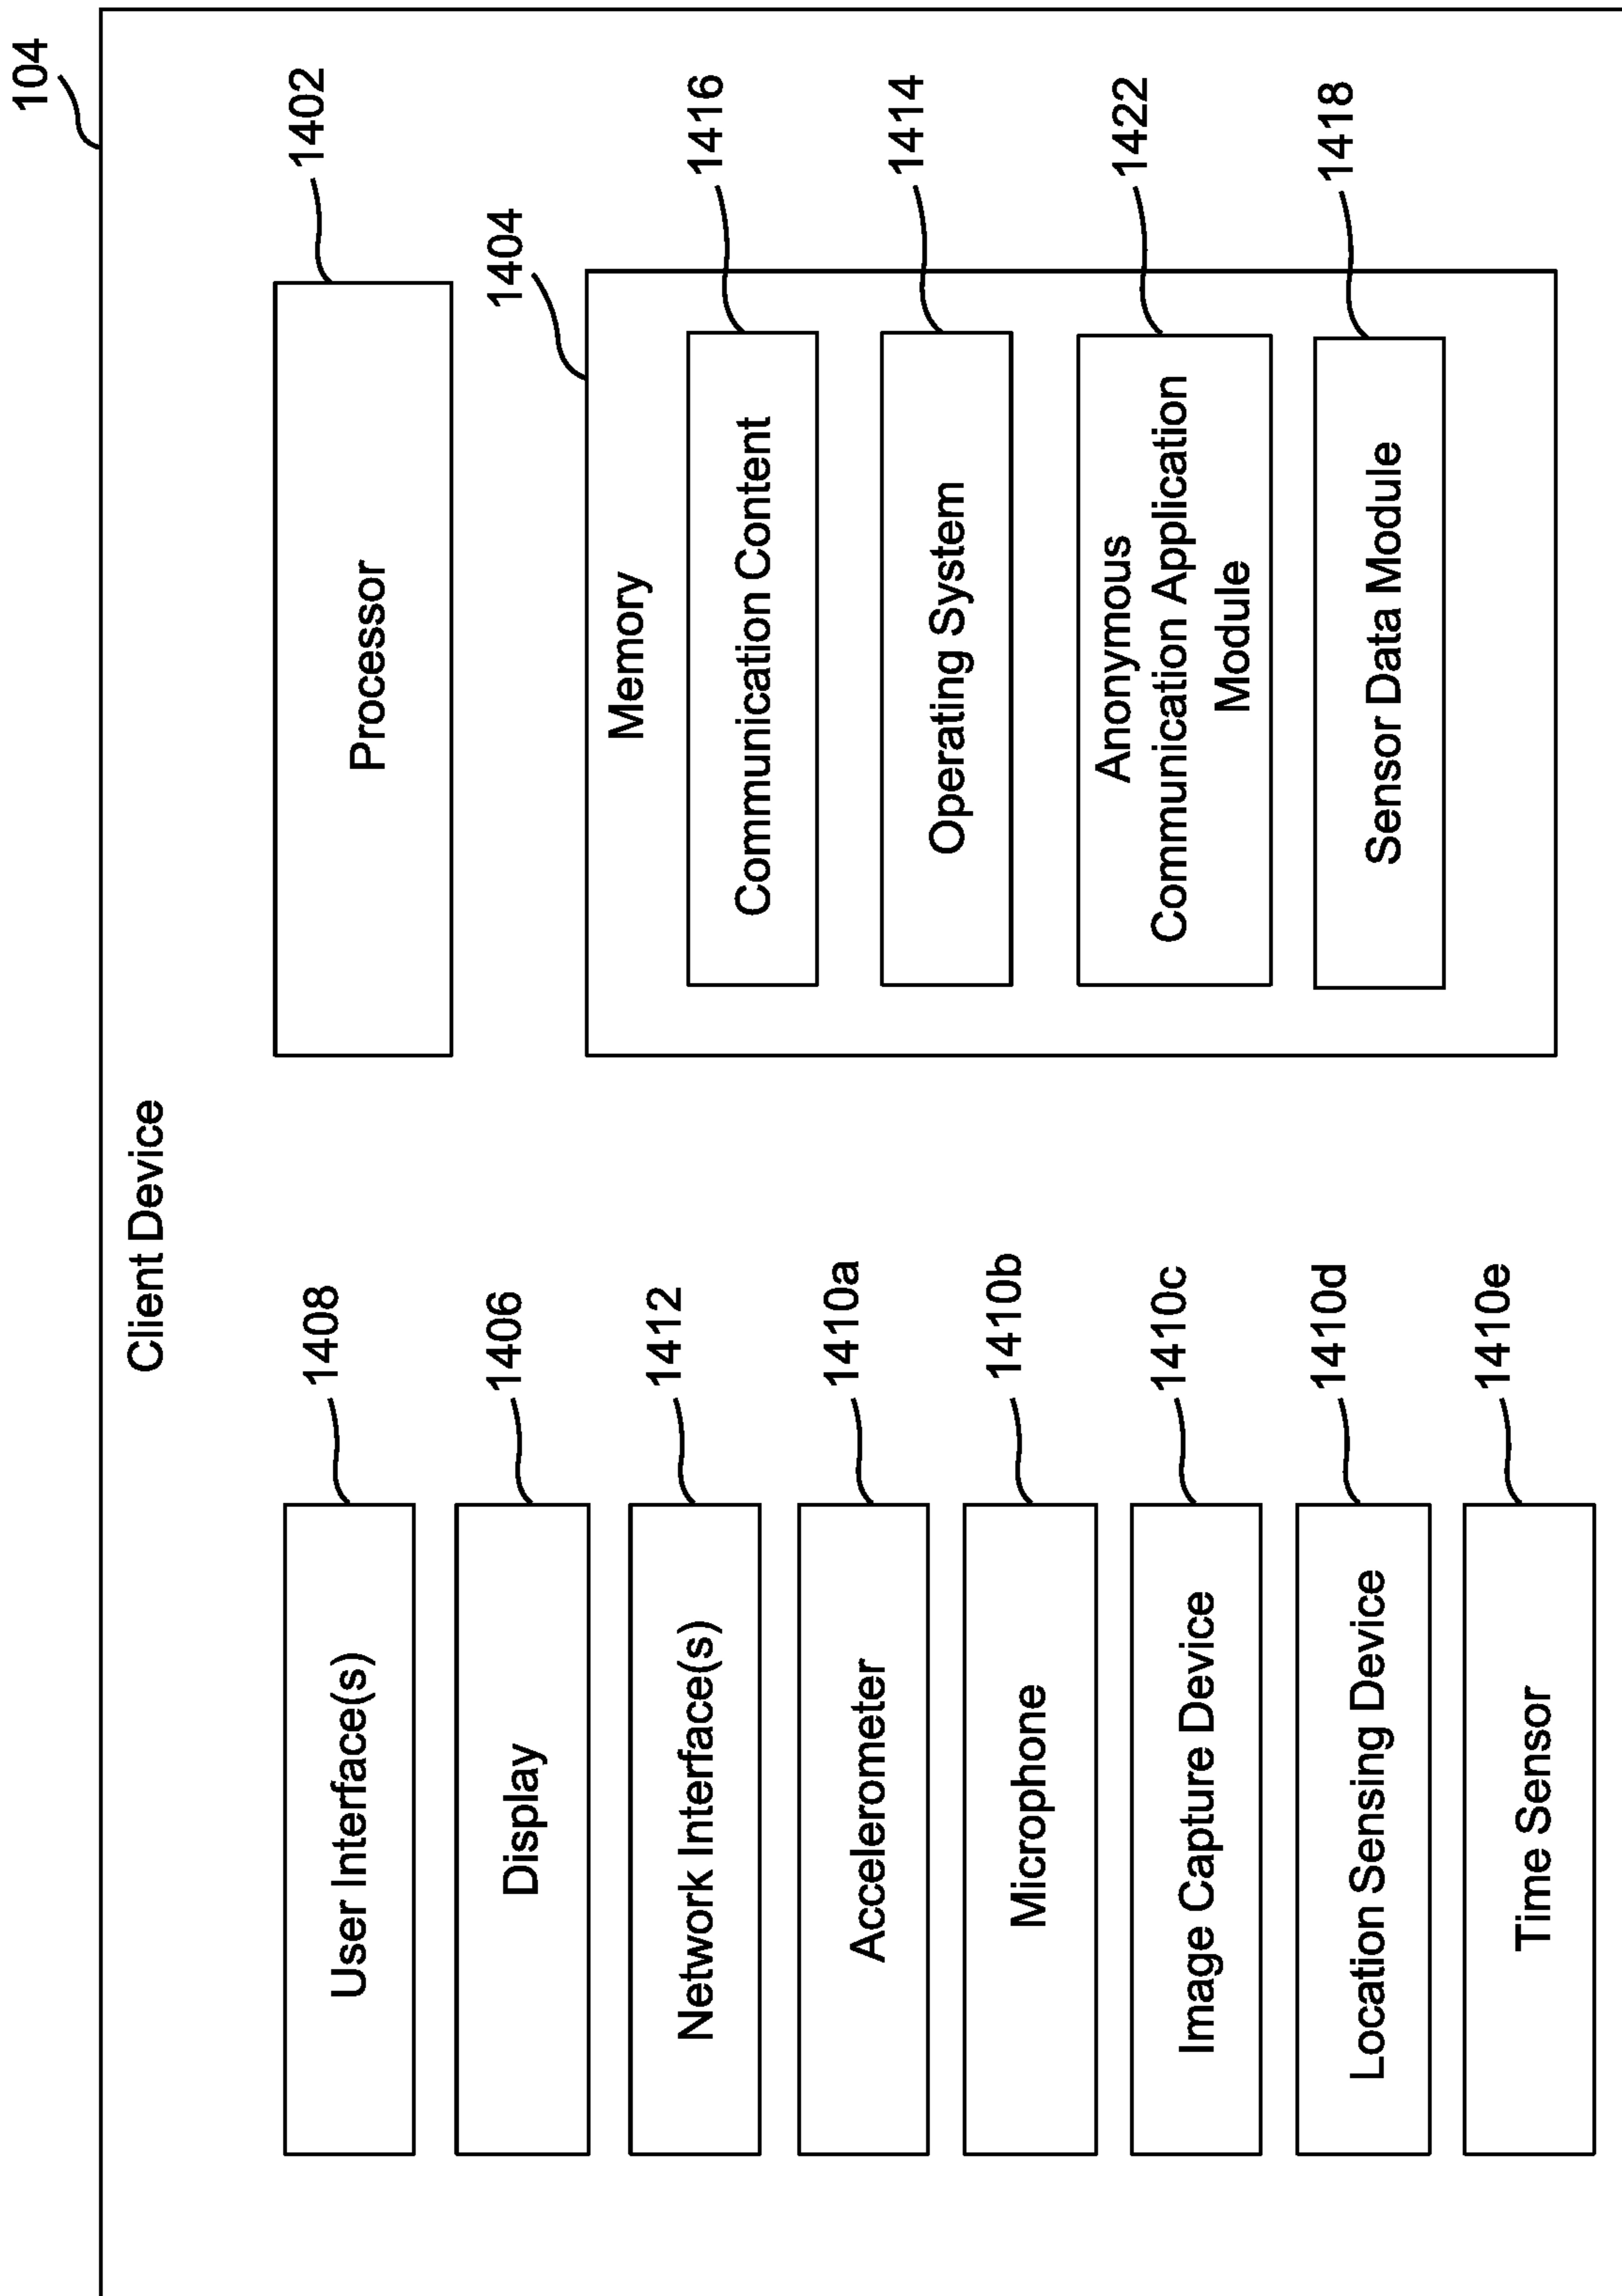 104
Client Device
User Interface(s)
1408
Display
1406
Network Interface(s)
1412
Accelerometer
1410a
Microphone
1410b
Image Capture Device
1410c
Location Sensing Device
1410d
Time Sensor
1410e
Processor
1402
1404
Memory
Communication Content
1416
Operating System
1414
Anonymous
Communication Application
Module
1422
Sensor Data Module
1418